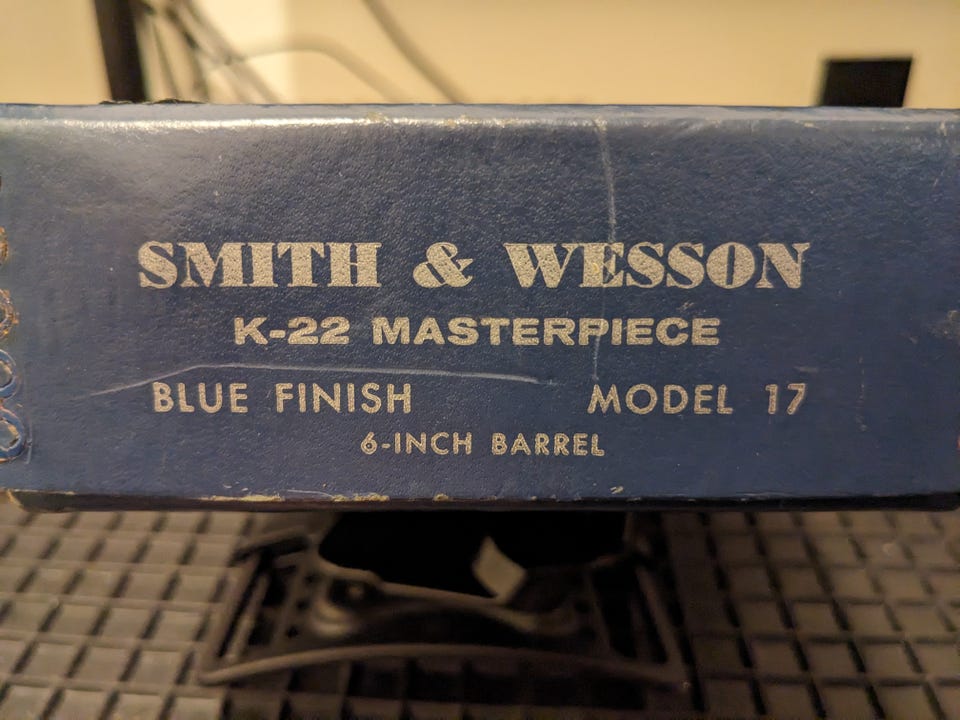 SMITH & WESSON
K-22 MASTERPIECE
BLUE FINISH MODEL 17
6-INCH BARREL